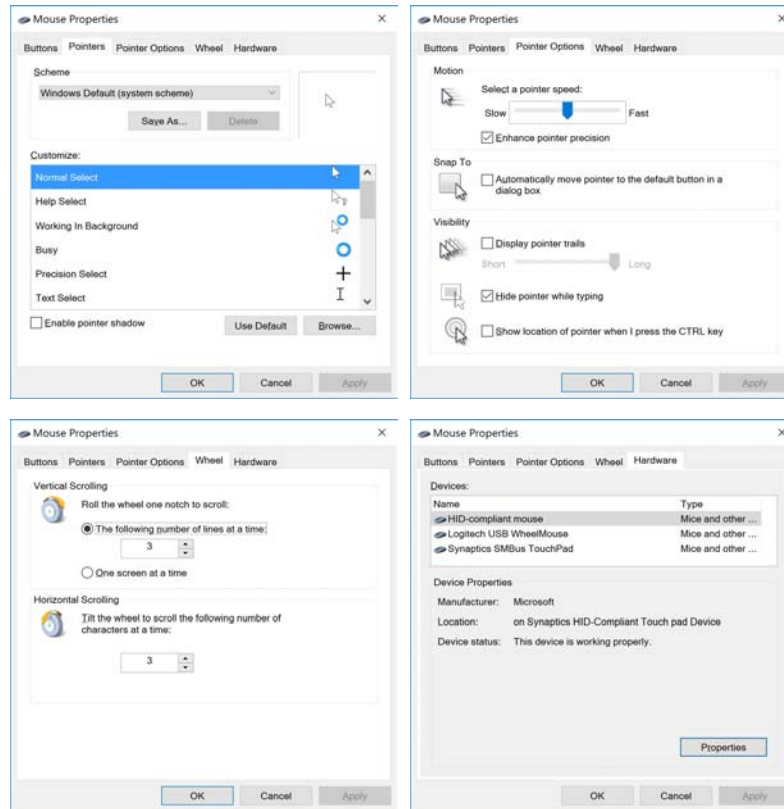 Mouse Properties
Buttons Pointers Pointer Options Wheel Hardware
Scheme
Windows Default (system scheme)
Save As... Delete
Customize:
Normal Select
Help Select
Working In Background
Busy
Precision Select
Text Select
Enable pointer shadow Use Default Browse...
OK Cancel Apply
Mouse Properties
Buttons Pointers Pointer Options Wheel Hardware
Motion
Select a pointer speed:
Slow Fast
Enhance pointer precision
Snap To
Automatically move pointer to the default button in a
dialog box
Visibility
Display pointer trails
Short Long
Hide pointer while typing
Show location of pointer when I press the CTRL key
OK Cancel Apply
Mouse Properties
Buttons Pointers Pointer Options Wheel Hardware
Vertical Scrolling
Roll the wheel one notch to scroll:
The following number of lines at a time:
3
One screen at a time
Horizontal Scrolling
Tilt the wheel to scroll the following number of
characters at a time:
3
OK Cancel Apply
Mouse Properties
Buttons Pointers Pointer Options Wheel Hardware
Devices:
Name Type
HID-compliant mouse Mice and other ...
Logitech USB WheelMouse Mice and other ...
Synaptics SMBus TouchPad Mice and other ...
Device Properties
Manufacturer: Microsoft
Location: on Synaptics HID-Compliant Touch pad Device
Device status: This device is working properly.
Properties
OK Cancel Apply